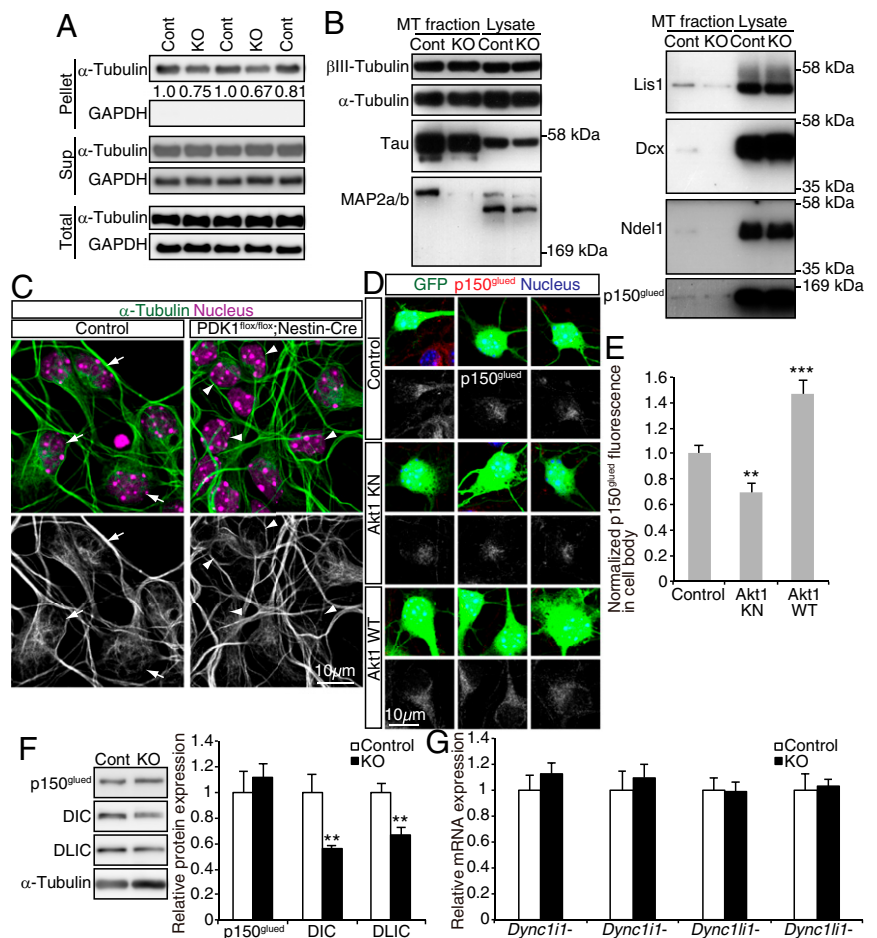 A
Cont KO Cont KO Cont
Pellet
α-Tubulin
1.0 0.75 1.0 0.67 0.81
GAPDH
Sup
α-Tubulin
GAPDH
Total
α-Tubulin
GAPDH
B
MT fraction Lysate
Cont KO Cont KO
βIII-Tubulin
α-Tubulin
Tau
58 kDa
MAP2a/b
169 kDa
MT fraction Lysate
Cont KO Cont KO
Lis1
58 kDa
58 kDa
Dcx
35 kDa
58 kDa
Ndel1
35 kDa
169 kDa
p150glued
C
α-Tubulin Nucleus
Control
PDK1flox/flox;Nestin-Cre
10μm
D
GFP p150glued Nucleus
Control
p150glued
Akt1 KN
Akt1 WT
10μm
E
Normalized p150glued fluorescence
in cell body
1.6
1.4
1.2
1.0
0.8
0.6
0.4
0.2
0
**
***
Control
Akt1
KN
Akt1
WT
F
Cont KO
p150glued
DIC
DLIC
α-Tubulin
Relative protein expression
1.4
1.2
1
0.8
0.6
0.4
0.2
0
Control
KO
**
**
p150glued DIC DLIC
G
Relative mRNA expression
1.4
1.2
1
0.8
0.6
0.4
0.2
0
Control
KO
Dync1i1- Dync1i1- Dync1li1- Dync1li1-